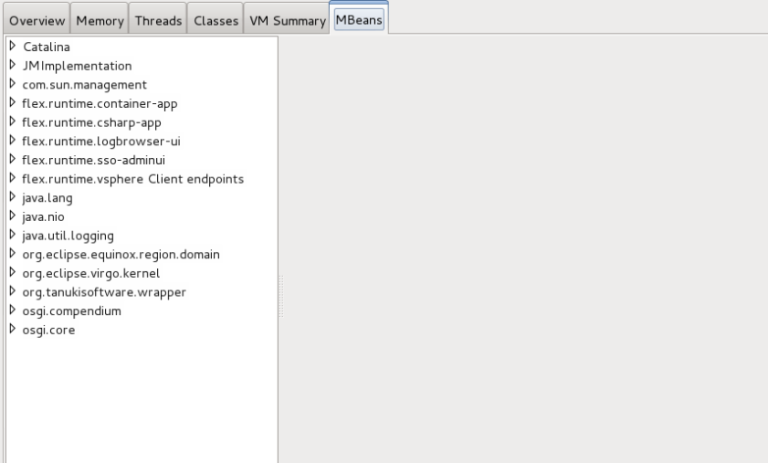 Overview Memory Threads Classes VM Summary MBeans
Catalina
JMImplementation
com.sun.management
flex.runtime.container-app
flex.runtime.csharp-app
flex.runtime.logbrowser-ui
flex.runtime.sso-adminui
flex.runtime.vsphere Client endpoints
java.lang
java.nio
java.util.logging
org.eclipse.equinox.region.domain
org.eclipse.virgo.kernel
org.tanukisoftware.wrapper
osgi.compendium
osgi.core